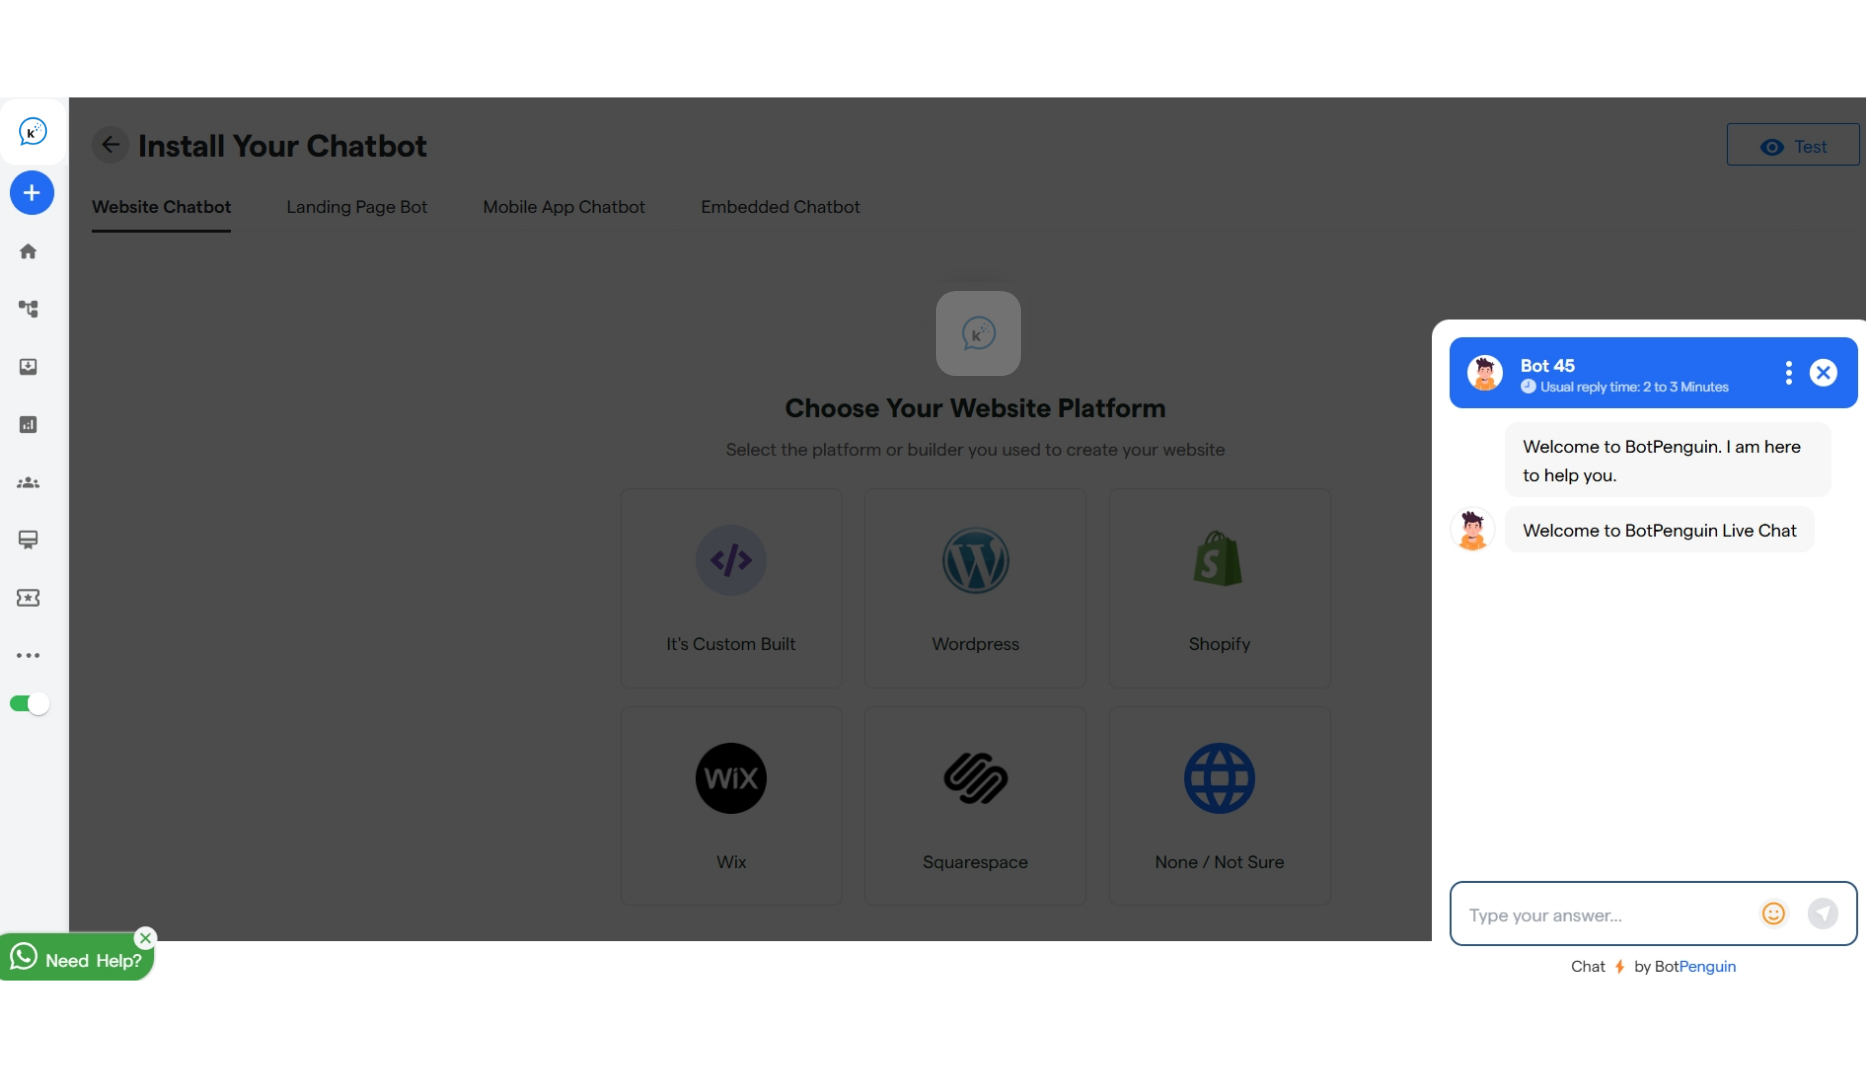 k
Install Your Chatbot
Test
Website Chatbot
Landing Page Bot
Mobile App Chatbot
Embedded Chatbot
k
Choose Your Website Platform
Select the platform or builder you used to create your website
It's Custom Built
Wordpress
Shopify
WiX
Wix
Squarespace
None / Not Sure
Need Help?
Bot 45
Usual reply time: 2 to 3 Minutes
Welcome to BotPenguin. I am here
to help you.
Welcome to BotPenguin Live Chat
Type your answer...
Chat by BotPenguin